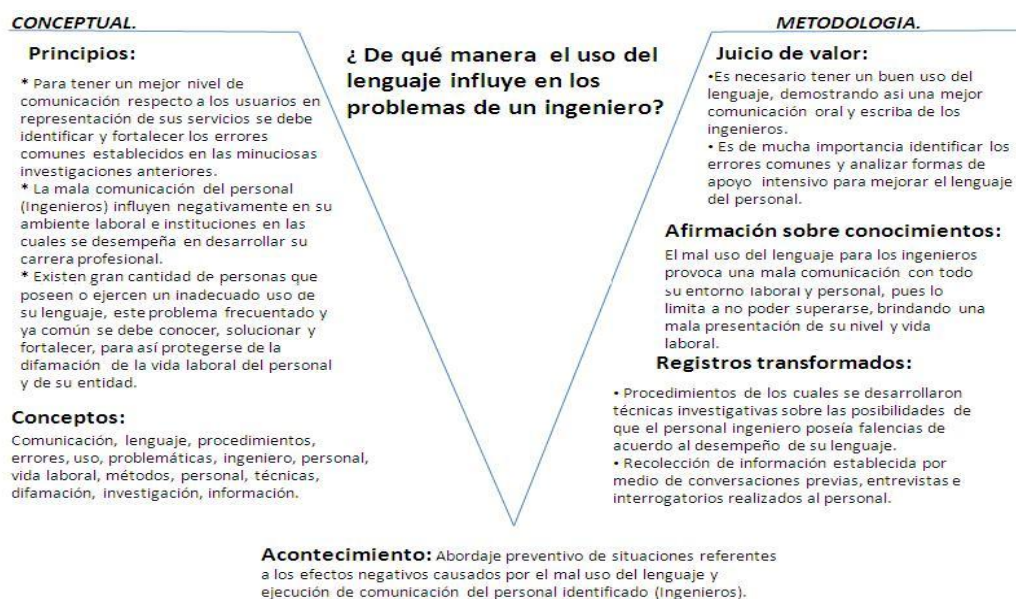 CONCEPTUAL.
Principios:
* Para tener un mejor nivel de
comunicación respecto a los usuarios en
representación de sus servicios se debe
identificar y fortalecer los errores
comunes establecidos en las minuciosas
investigaciones anteriores.
* La mala comunicación del personal
(Ingenieros) influyen negativamente en su
ambiente laboral e instituciones en las
cuales se desempeña en desarrollar su
carrera profesional.
* Existen gran cantidad de personas que
poseen o ejercen un inadecuado uso de
su lenguaje, este problema frecuentado y
ya común se debe conocer, solucionar y
fortalecer, para así protegerse de la
difamación de la vida laboral del personal
y de su entidad.
Conceptos:
Comunicación, lenguaje, procedimientos,
errores, uso, problemáticas, ingeniero, personal,
vida laboral, métodos, personal, técnicas,
difamación, investigación, información.
¿ De qué manera el uso del
lenguaje influye en los
problemas de un ingeniero?
METODOLOGIA.
Juicio de valor:
•Es necesario tener un buen uso del
lenguaje, demostrando asi una mejor
comunicación oral y escriba de los
ingenieros.
• Es de mucha importancia identificar los
errores comunes y analizar formas de
apoyo intensivo para mejorar el lenguaje
del personal.
Afirmación sobre conocimientos:
El mal uso del lenguaje para los ingenieros
provoca una mala comunicación con todo
su entorno laboral y personal, pues lo
limita a no poder superarse, brindando una
mala presentación de su nivel y vida
laboral.
Registros transformados:
• Procedimientos de los cuales se desarrollaron
técnicas investigativas sobre las posibilidades de
que el personal ingeniero poseía falencias de
acuerdo al desempeño de su lenguaje.
• Recolección de información establecida por
medio de conversaciones previas, entrevistas e
interrogatorios realizados al personal.
Acontecimiento: Abordaje preventivo de situaciones referentes
a los efectos negativos causados por el mal uso del lenguaje y
ejecución de comunicación del personal identificado (Ingenieros).